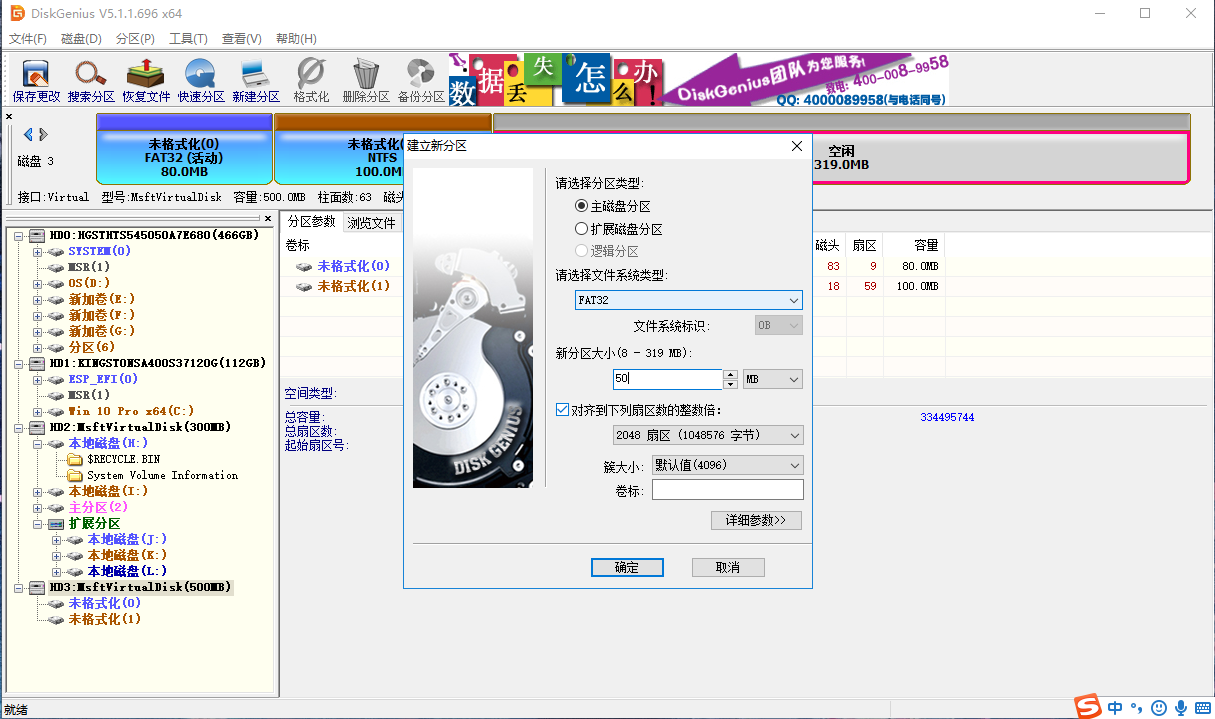 DiskGenius V5.1.1.696 x64
文件(F) 磁盘(D) 分区(P) 工具(T) 查看(V) 帮助(H)
保存更改 搜索分区 恢复文件 快速分区 新建分区 格式化 删除分区 备份分区
数据丢失怎么办!
DiskGenius团队为您服务!
致电: 400-008-9958
QQ: 4000089958(与电话同号)
磁盘 3
未格式化(0)
FAT32 (活动)
80.0MB
未格式化(
NTFS
100.0M
空闲
319.0MB
接口:Virtual 型号:MsftVirtualDisk 容量:500.0MB 柱面数:63 磁头
HD0:HGSTHTS545050A7E680(466GB)
SYSTEM(0)
MSR(1)
OS(D:)
新加卷(E:)
新加卷(F:)
新加卷(G:)
分区(6)
HD1:KINGSTONSA400S37120G(112GB)
ESP_EFI(0)
MSR(1)
Win 10 Pro x64(C:)
HD2:MsftVirtualDisk(300MB)
本地磁盘(H:)
$RECYCLE.BIN
System Volume Information
本地磁盘(I:)
主分区(2)
扩展分区
本地磁盘(J:)
本地磁盘(K:)
本地磁盘(L:)
HD3:MsftVirtualDisk(500MB)
未格式化(0)
未格式化(1)
分区参数 浏览文件
卷标
未格式化(0)
未格式化(1)
磁头 扇区 容量
83 9 80.0MB
18 59 100.0MB
空间类型:
总容量:
总扇区数:
起始扇区号:
334495744
建立新分区
请选择分区类型:
主磁盘分区
扩展磁盘分区
逻辑分区
请选择文件系统类型:
FAT32
文件系统标识: 0B
新分区大小(8 - 319 MB):
50 MB
对齐到下列扇区数的整数倍:
2048 扇区 (1048576 字节)
簇大小: 默认值(4096)
卷标:
详细参数>>
确定 取消
DISK GENIUS
就绪
中